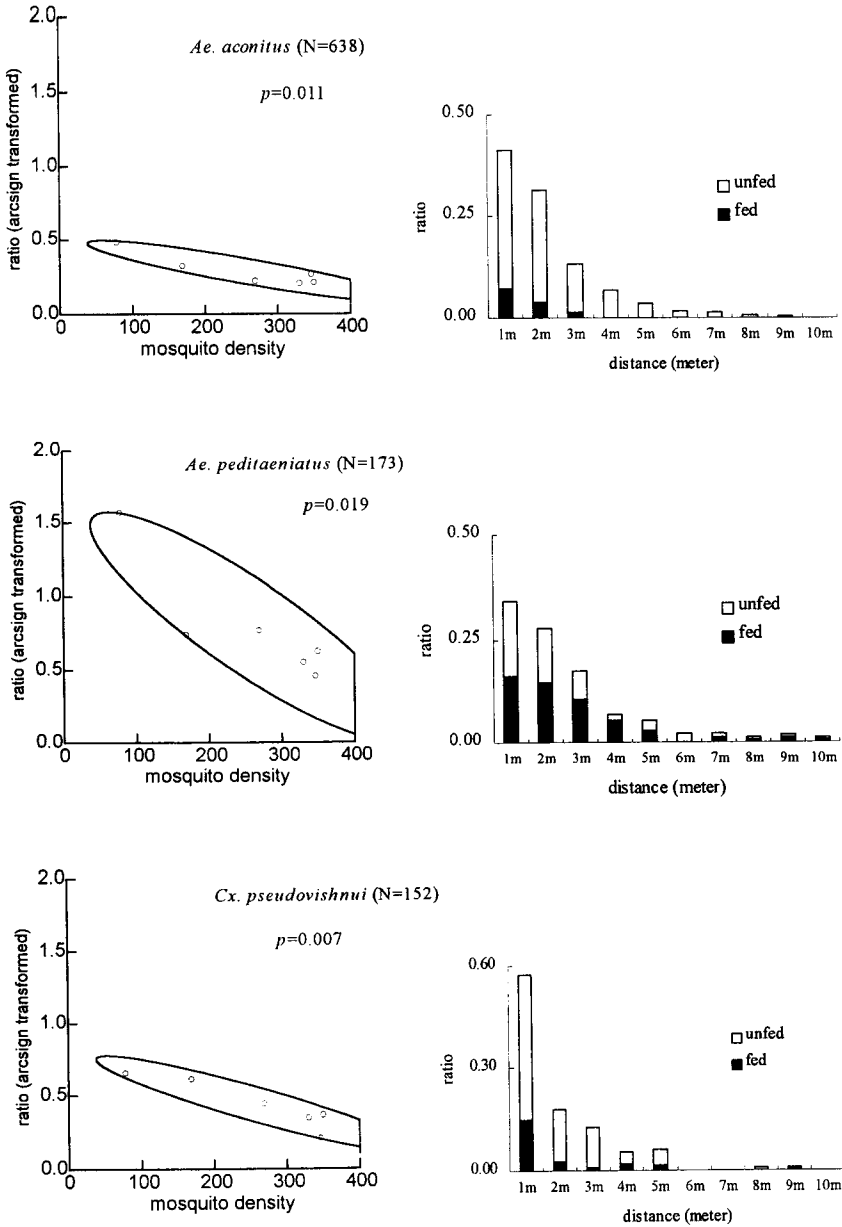 2.0
1.5
1.0
0.5
0.0
ratio (arcsign transformed)
Ae. aconitus (N=638)
p=0.011
0 100 200 300 400
mosquito density
0.50
0.25
0.00
ratio
unfed
fed
1m 2m 3m 4m 5m 6m 7m 8m 9m 10m
distance (meter)
2.0
1.5
1.0
0.5
0.0
ratio (arcsign transformed)
Ae. peditaeniatus (N=173)
p=0.019
0 100 200 300 400
mosquito density
0.50
0.25
0.00
ratio
unfed
fed
1m 2m 3m 4m 5m 6m 7m 8m 9m 10m
distance (meter)
2.0
1.5
1.0
0.5
0.0
ratio (arcsign transformed)
Cx. pseudovishnui (N=152)
p=0.007
0 100 200 300 400
mosquito density
0.60
0.30
0.00
ratio
unfed
fed
1m 2m 3m 4m 5m 6m 7m 8m 9m 10m
distance (meter)